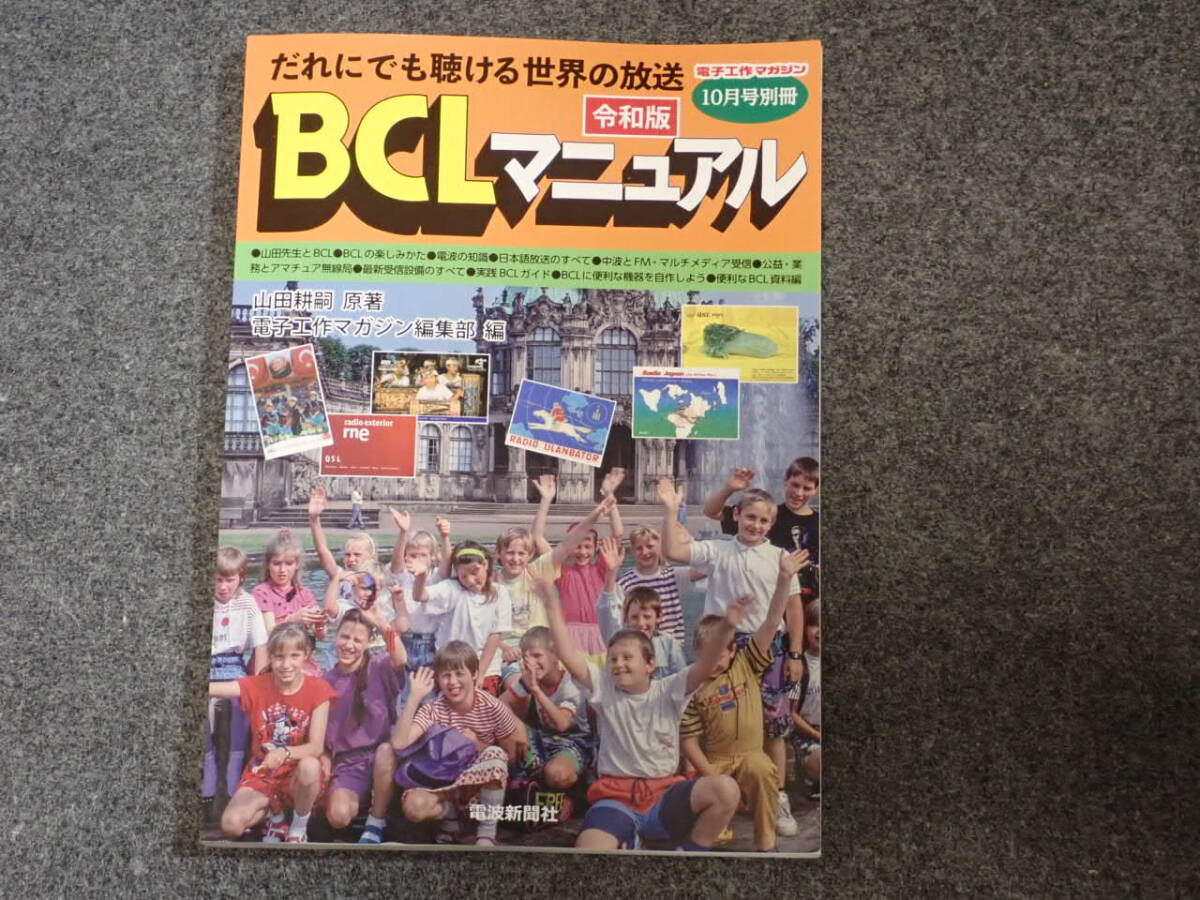 だれにでも聴ける世界の放送
電子工作マガジン
10月号別冊
令和版
BCLマニュアル
●山田先生とBCL●BCLの楽しみかた●電波の知識●日本語放送のすべて●中波とFM・マルチメディア受信●公益・業
務とアマチュア無線局●最新受信設備のすべて●実践BCLガイド●BCLに便利な機器を自作しよう●便利なBCL資料編
山田耕嗣 原著
電子工作マガジン編集部 編
QSL
Radio Japan
radio exterior
rne
QSL
RADIO ULANBATOR
電波新聞社